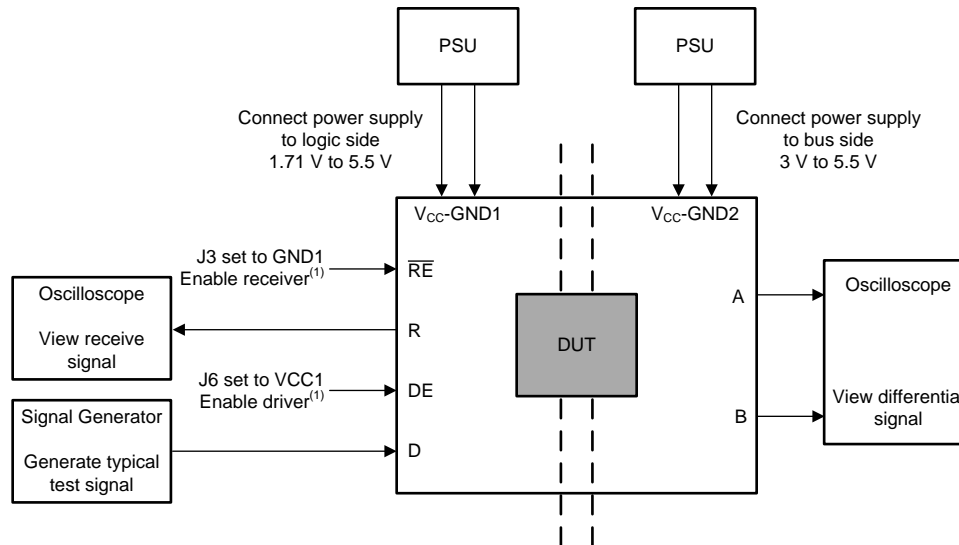 PSU
PSU
Connect power supply
to logic side
1.71 V to 5.5 V
Connect power supply
to bus side
3 V to 5.5 V
VCC-GND1
VCC-GND2
J3 set to GND1
Enable receiver(1)
RE
Oscilloscope
View receive
signal
R
J6 set to VCC1
Enable driver(1)
DE
Signal Generator
Generate typical
test signal
D
DUT
A
B
Oscilloscope
View differential
signal